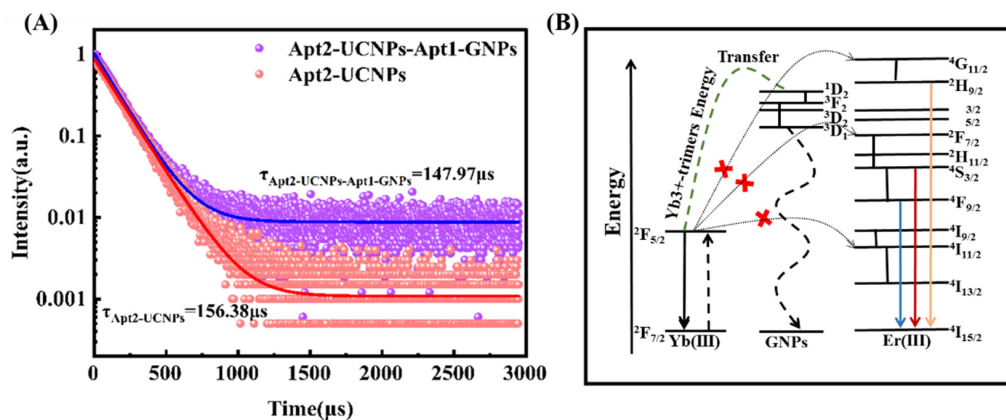 (A)
Apt2-UCNPs-Apt1-GNPs
Apt2-UCNPs
τApt2-UCNPs-Apt1-GNPs=147.97μs
τApt2-UCNPs=156.38μs
Intensity(a.u.)
1
0.1
0.01
0.001
0 500 1000 1500 2000 2500 3000
Time(μs)
(B)
Energy
Yb3+-trimers Energy
Transfer
2F5/2
2F7/2
Yb(III)
1D2
3F2
3D2
3D1
GNPs
4G11/2
2H9/2
3/2
5/2
2F7/2
2H11/2
4S3/2
4F9/2
4I9/2
4I11/2
4I13/2
4I15/2
Er(III)